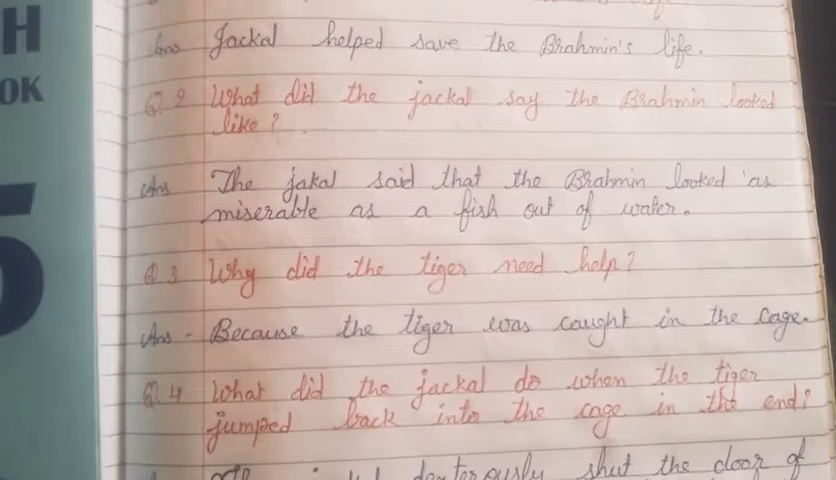 H
OK
5
Ans Jackal helped save the Brahmin's life.
Q.2 What did the jackal say the Brahmin looked
like?
Ans The jakal said that the Brahmin looked as
miserable as a fish out of water.
Q.3 Why did the tiger need help?
Ans - Because the tiger was caught in the cage.
Q.4 What did the jackal do when the tiger
jumped back into the cage in the end?
dexterously shut the door of